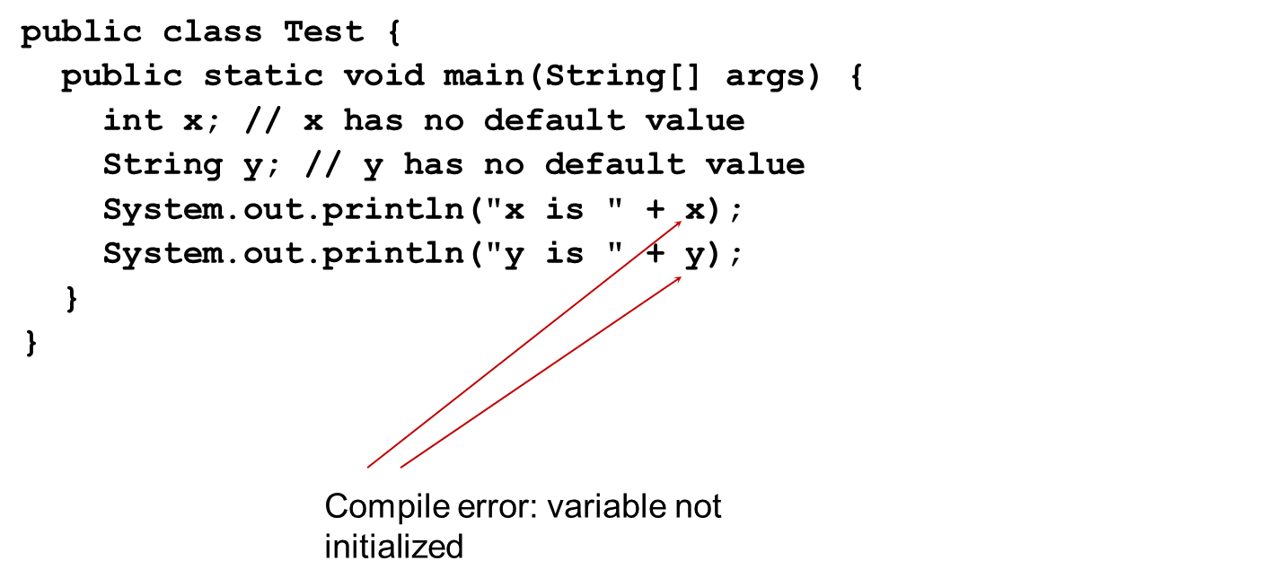 public class Test {
public static void main(String[] args) {
int x; // x has no default value
String y; // y has no default value
System.out.println("x is " + x);
System.out.println("y is " + y);
}
}
Compile error: variable not
initialized